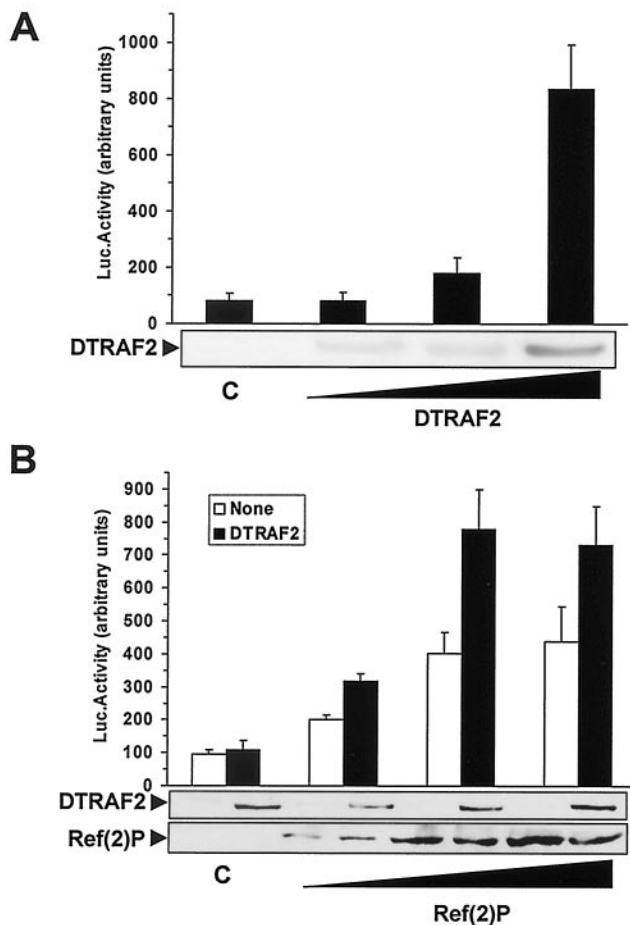 A
Luc.Activity (arbitrary units)
1000
800
600
400
200
0
DTRAF2
C
DTRAF2
B
Luc.Activity (arbitrary units)
900
800
700
600
500
400
300
200
100
0
None
DTRAF2
DTRAF2
Ref(2)P
C
Ref(2)P